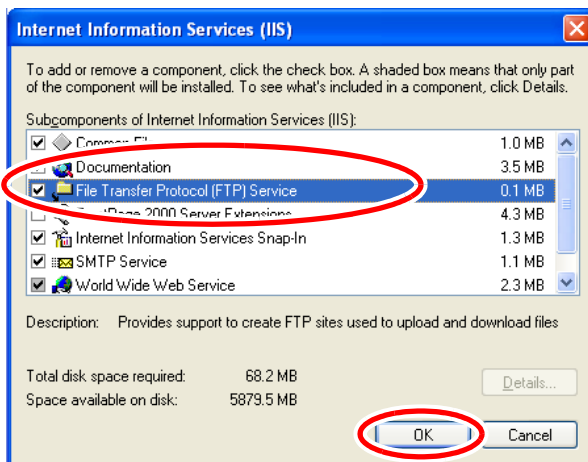 Internet Information Services (IIS)
To add or remove a component, click the check box. A shaded box means that only part
of the component will be installed. To see what's included in a component, click Details.
Subcomponents of Internet Information Services (IIS):
Common 1.0 MB
Documentation 3.5 MB
File Transfer Protocol (FTP) Service 0.1 MB
2000 Server Extensions 4.3 MB
Internet Information Services Snap-In 1.3 MB
SMTP Service 1.1 MB
World Wide Web Service 2.3 MB
Description: Provides support to create FTP sites used to upload and download files
Total disk space required: 68.2 MB
Details...
Space available on disk: 5879.5 MB
OK Cancel